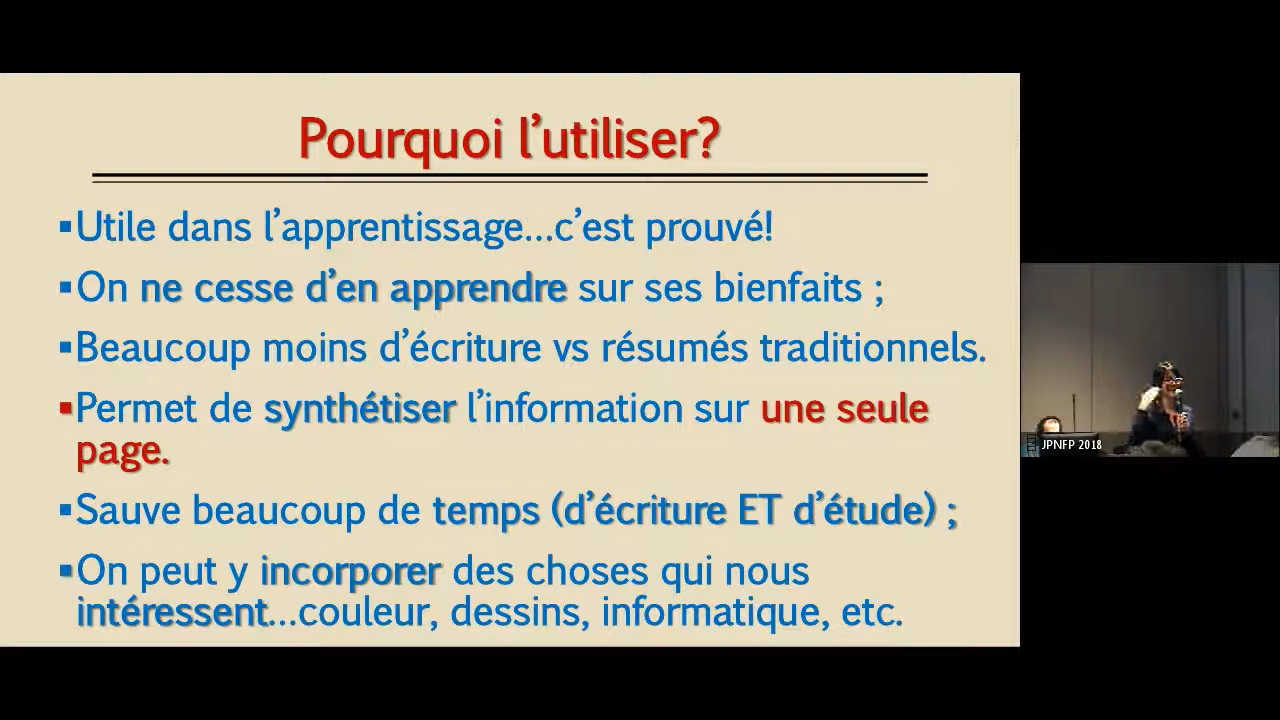 Pourquoi l’utiliser?
▪Utile dans l’apprentissage...c’est prouvé!
▪On ne cesse d’en apprendre sur ses bienfaits ;
▪Beaucoup moins d’écriture vs résumés traditionnels.
▪Permet de synthétiser l’information sur une seule
page.
▪Sauve beaucoup de temps (d’écriture ET d’étude) ;
▪On peut y incorporer des choses qui nous
intéressent...couleur, dessins, informatique, etc.
JPNFP 2018